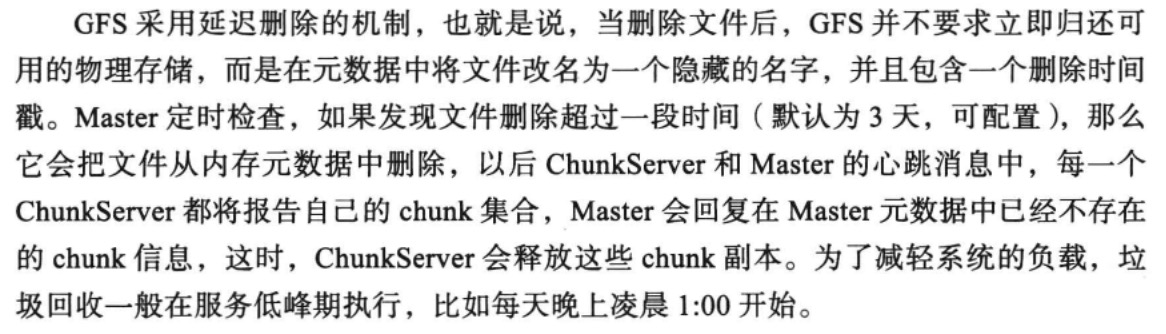 GFS 采用延迟删除的机制，也就是说，当删除文件后，GFS 并不要求立即归还可
用的物理存储，而是在元数据中将文件改名为一个隐藏的名字，并且包含一个删除时间
戳。Master 定时检查，如果发现文件删除超过一段时间（默认为 3 天，可配置），那么
它会把文件从内存元数据中删除，以后 ChunkServer 和 Master 的心跳消息中，每一个
ChunkServer 都将报告自己的 chunk 集合，Master 会回复在 Master 元数据中已经不存在
的 chunk 信息，这时，ChunkServer 会释放这些 chunk 副本。为了减轻系统的负载，垃
圾回收一般在服务低峰期执行，比如每天晚上凌晨 1:00 开始。